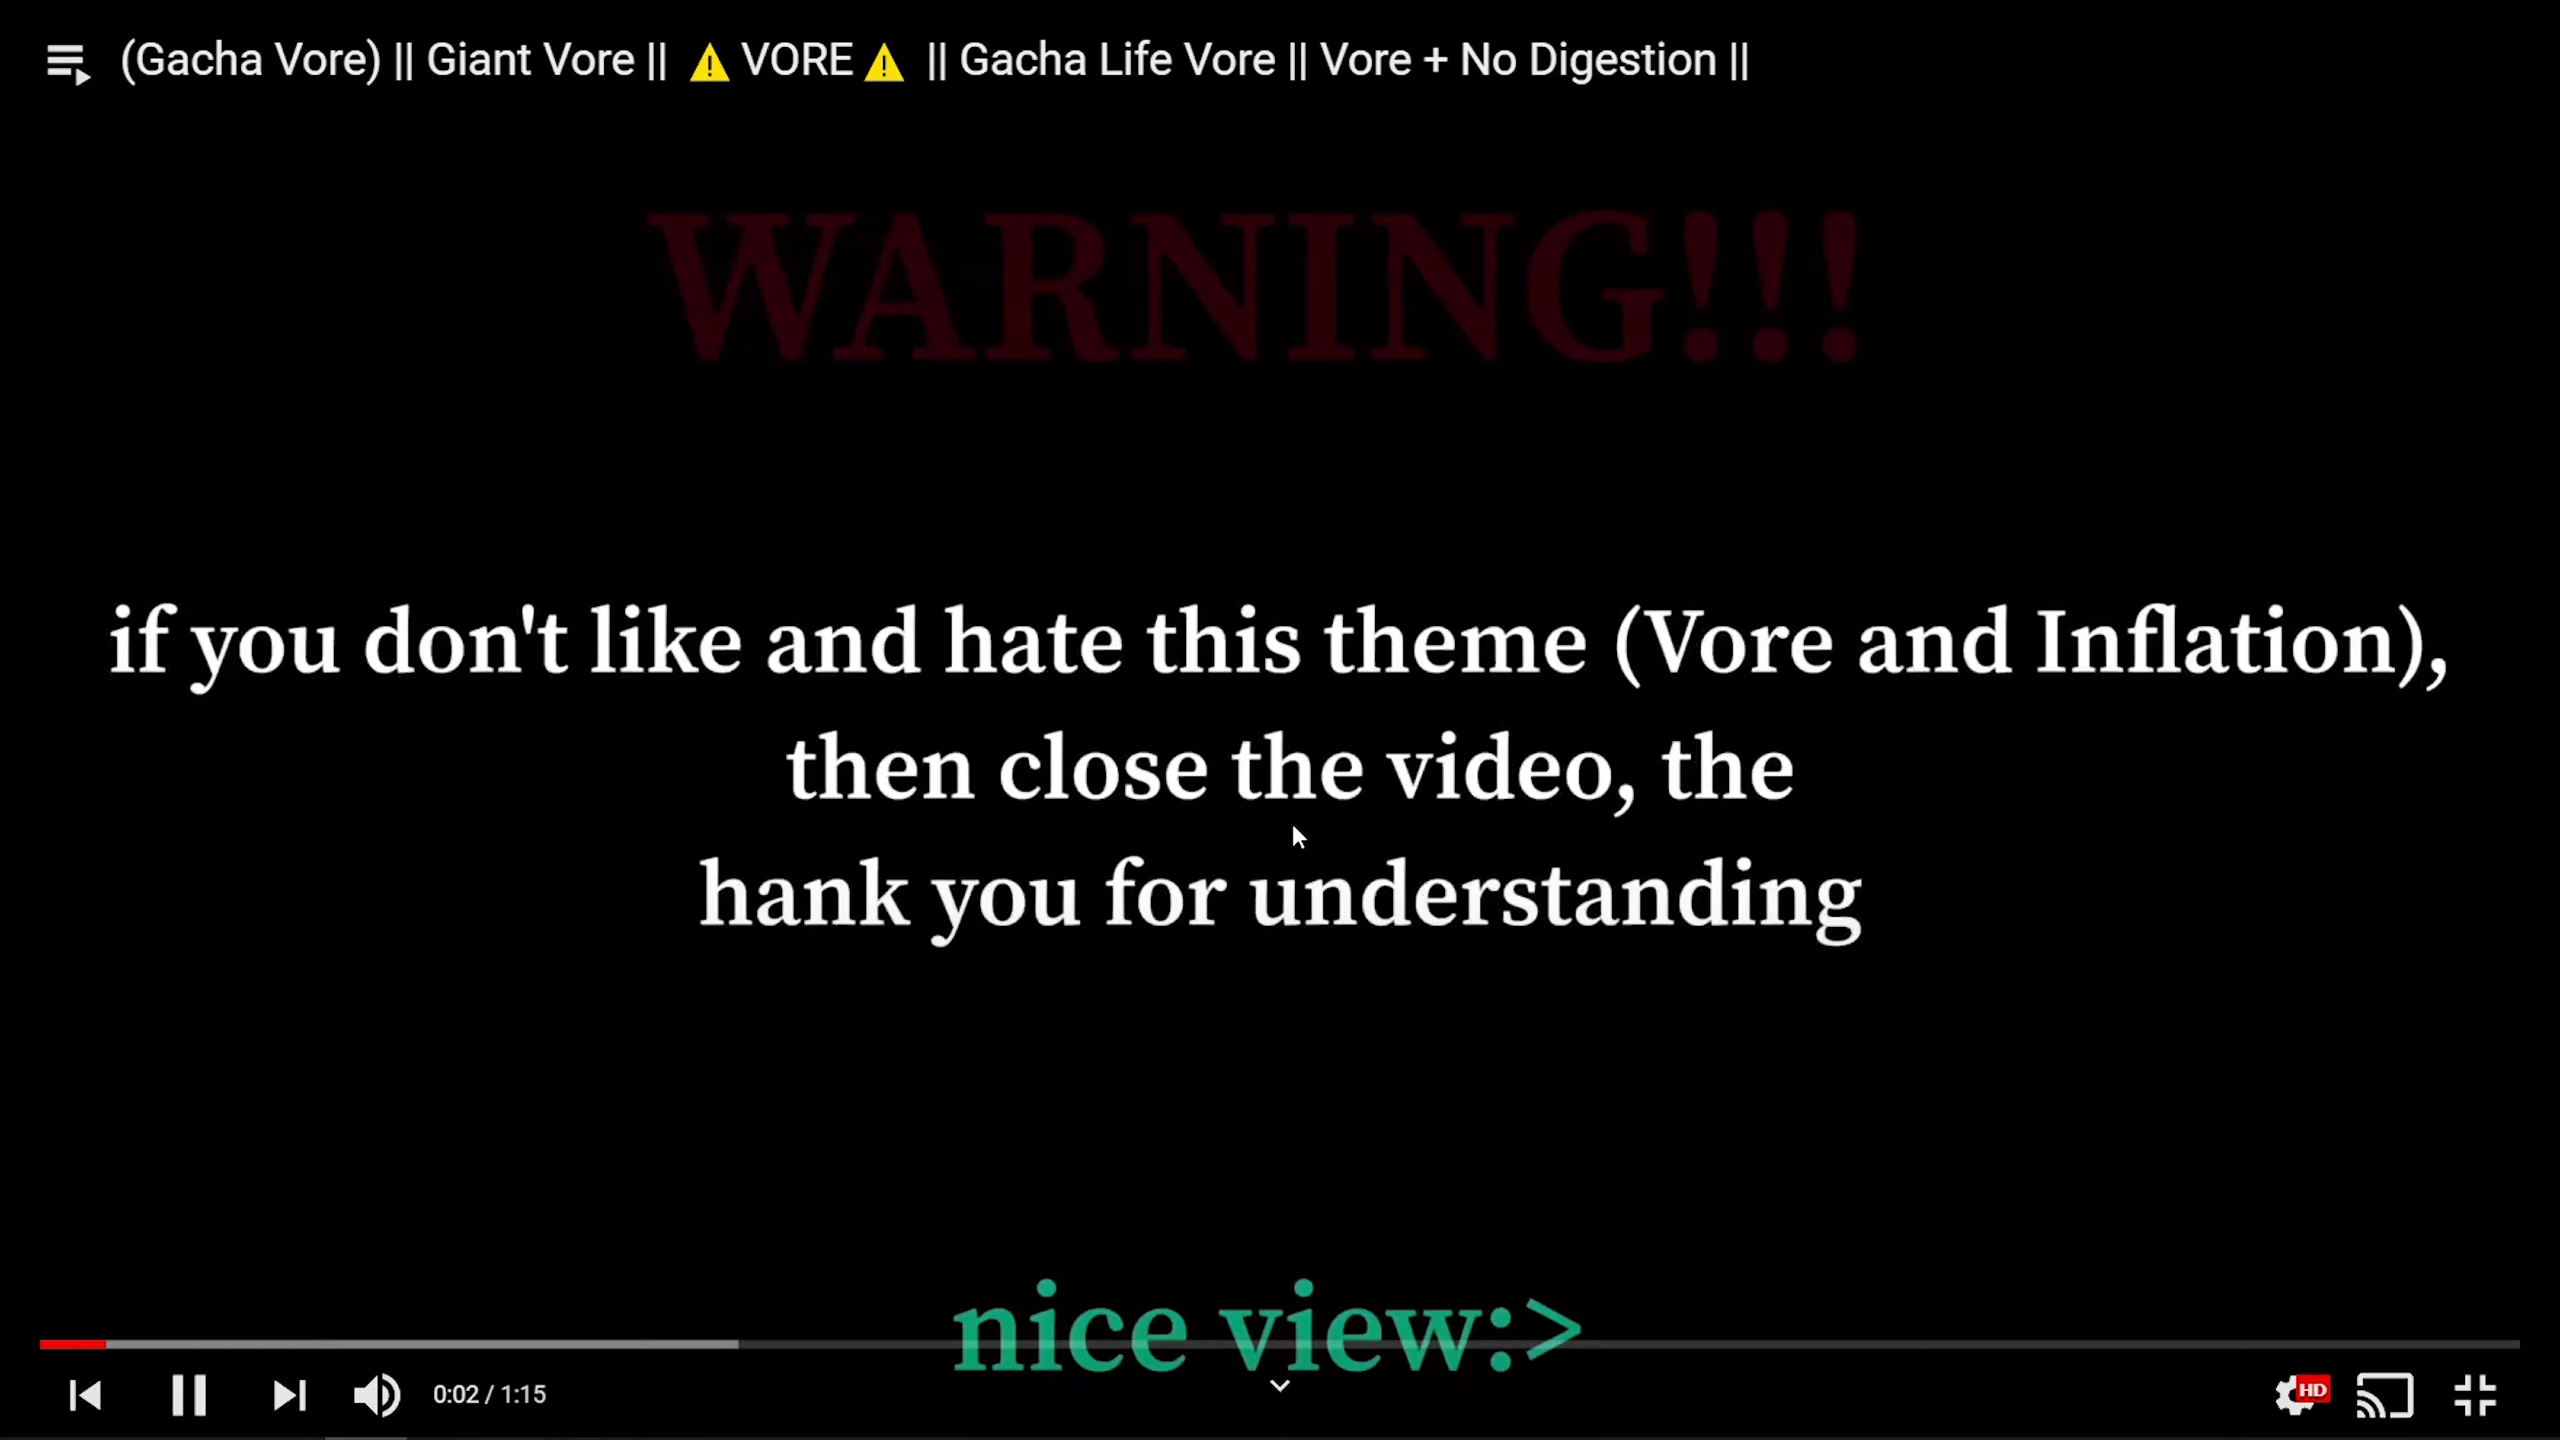 (Gacha Vore) || Giant Vore || ⚠️ VORE ⚠️ || Gacha Life Vore || Vore + No Digestion ||
WARNING!!!
if you don't like and hate this theme (Vore and Inflation),
then close the video, the
hank you for understanding
nice view:>
0:02 / 1:15
HD